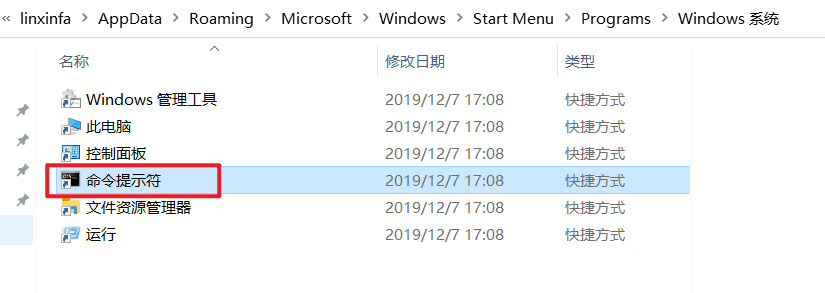 « linxinfa > AppData > Roaming > Microsoft > Windows > Start Menu > Programs > Windows 系统
名称 修改日期 类型
Windows 管理工具 2019/12/7 17:08 快捷方式
此电脑 2019/12/7 17:08 快捷方式
控制面板 2019/12/7 17:08 快捷方式
命令提示符 2019/12/7 17:08 快捷方式
文件资源管理器 2019/12/7 17:08 快捷方式
运行 2019/12/7 17:08 快捷方式